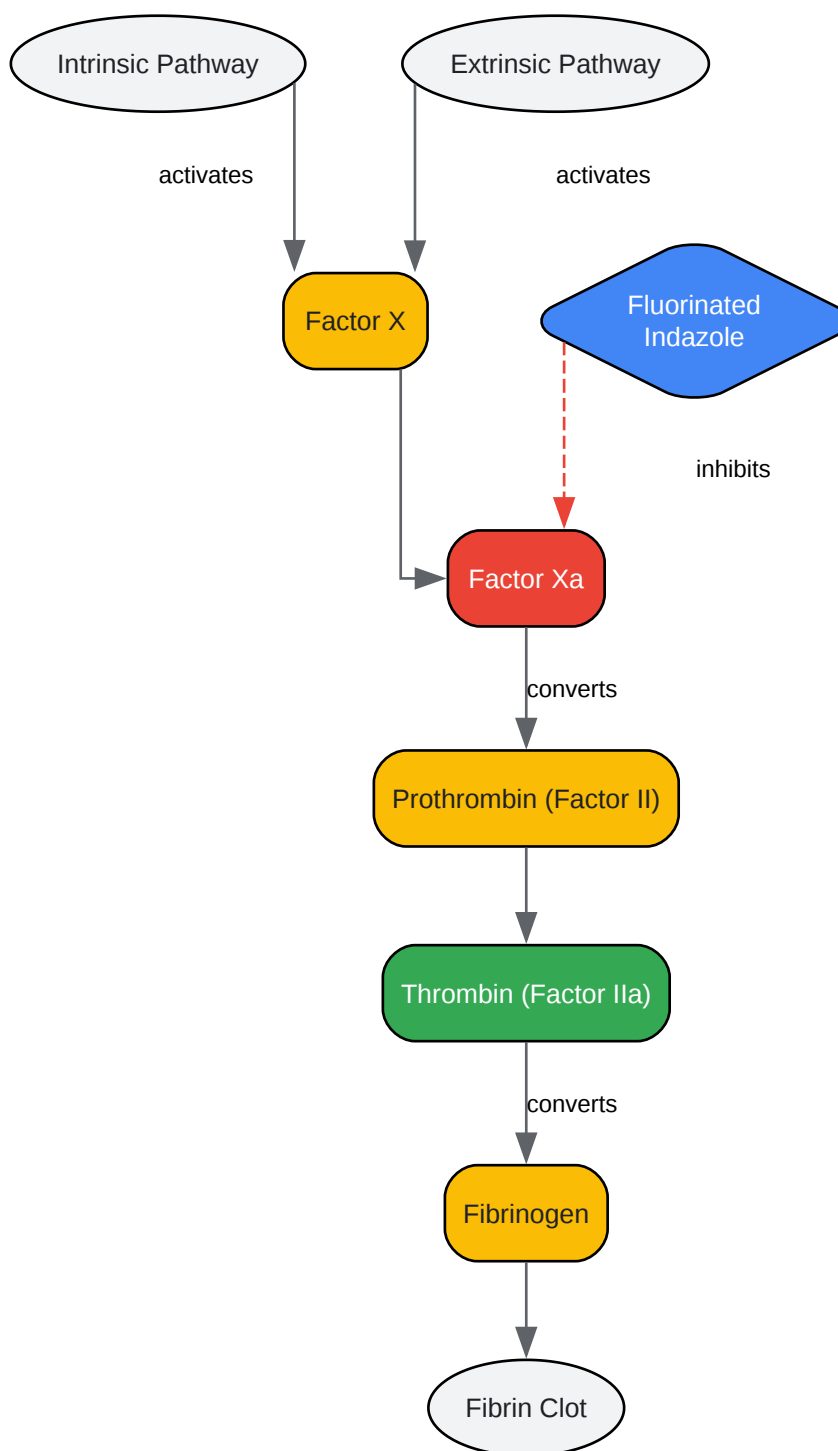 Intrinsic Pathway
Extrinsic Pathway
activates
activates
Factor X
Fluorinated
Indazole
inhibits
Factor Xa
converts
Prothrombin (Factor II)
Thrombin (Factor IIa)
converts
Fibrinogen
Fibrin Clot